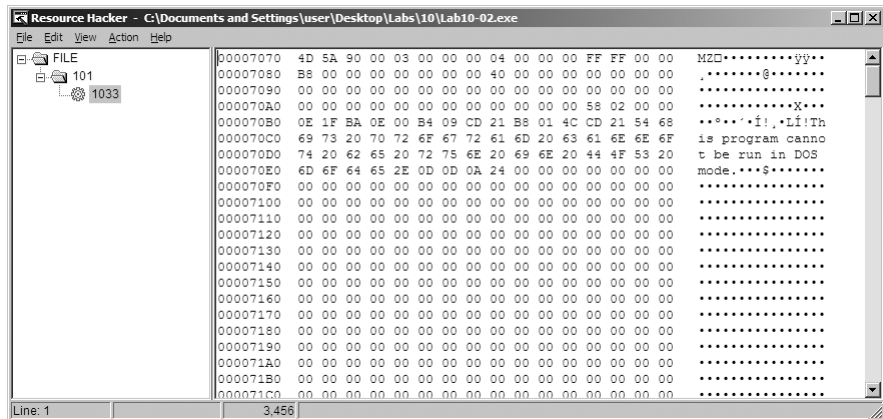 Resource Hacker - C:\Documents and Settings\user\Desktop\Labs\10\Lab10-02.exe
File Edit View Action Help
FILE
101
1033
00007070 4D 5A 90 00 03 00 00 00 04 00 00 00 FF FF 00 00 MZ□•••••••••ÿÿ••
00007080 B8 00 00 00 00 00 00 00 40 00 00 00 00 00 00 00 ¸•••••••@•••••••
00007090 00 00 00 00 00 00 00 00 00 00 00 00 00 00 00 00 ••••••••••••••••
000070A0 00 00 00 00 00 00 00 00 00 00 00 00 58 02 00 00 ••••••••••••X•••
000070B0 0E 1F BA 0E 00 B4 09 CD 21 B8 01 4C CD 21 54 68 ••º••´•Í!¸•LÍ!Th
000070C0 69 73 20 70 72 6F 67 72 61 6D 20 63 61 6E 6E 6F is program canno
000070D0 74 20 62 65 20 72 75 6E 20 69 6E 20 44 4F 53 20 t be run in DOS
000070E0 6D 6F 64 65 2E 0D 0D 0A 24 00 00 00 00 00 00 00 mode.•••$•••••••
000070F0 00 00 00 00 00 00 00 00 00 00 00 00 00 00 00 00 ••••••••••••••••
00007100 00 00 00 00 00 00 00 00 00 00 00 00 00 00 00 00 ••••••••••••••••
00007110 00 00 00 00 00 00 00 00 00 00 00 00 00 00 00 00 ••••••••••••••••
00007120 00 00 00 00 00 00 00 00 00 00 00 00 00 00 00 00 ••••••••••••••••
00007130 00 00 00 00 00 00 00 00 00 00 00 00 00 00 00 00 ••••••••••••••••
00007140 00 00 00 00 00 00 00 00 00 00 00 00 00 00 00 00 ••••••••••••••••
00007150 00 00 00 00 00 00 00 00 00 00 00 00 00 00 00 00 ••••••••••••••••
00007160 00 00 00 00 00 00 00 00 00 00 00 00 00 00 00 00 ••••••••••••••••
00007170 00 00 00 00 00 00 00 00 00 00 00 00 00 00 00 00 ••••••••••••••••
00007180 00 00 00 00 00 00 00 00 00 00 00 00 00 00 00 00 ••••••••••••••••
00007190 00 00 00 00 00 00 00 00 00 00 00 00 00 00 00 00 ••••••••••••••••
000071A0 00 00 00 00 00 00 00 00 00 00 00 00 00 00 00 00 ••••••••••••••••
000071B0 00 00 00 00 00 00 00 00 00 00 00 00 00 00 00 00 ••••••••••••••••
000071C0 00 00 00 00 00 00 00 00 00 00 00 00 00 00 00 00 ••••••••••••••••
Line: 1 3,456